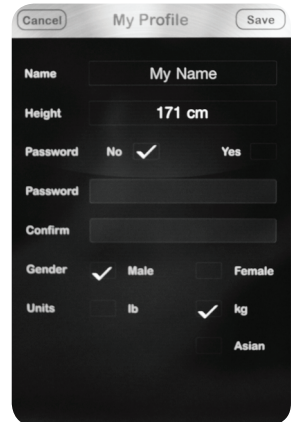 Cancel My Profile Save
Name My Name
Height 171 cm
Password No Yes
Password
Confirm
Gender Male Female
Units lb kg
Asian